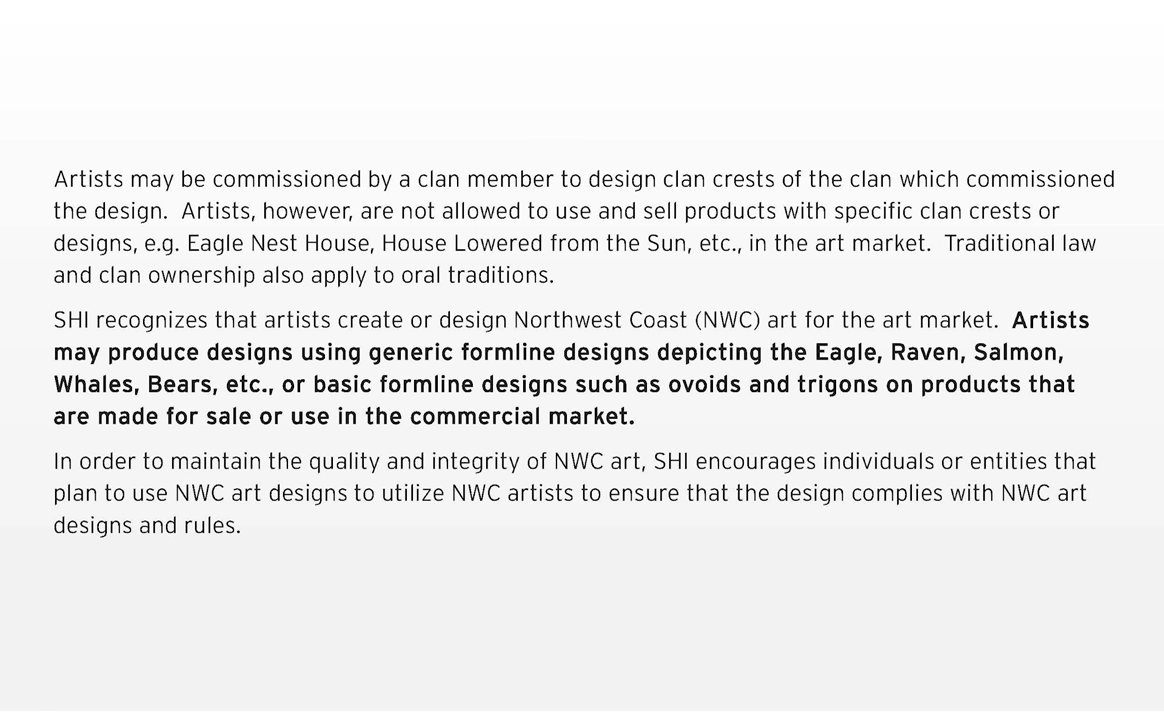 Artists may be commissioned by a clan member to design clan crests of the clan which commissioned
the design.  Artists, however, are not allowed to use and sell products with specific clan crests or
designs, e.g. Eagle Nest House, House Lowered from the Sun, etc., in the art market.  Traditional law
and clan ownership also apply to oral traditions.
SHI recognizes that artists create or design Northwest Coast (NWC) art for the art market.  Artists
may produce designs using generic formline designs depicting the Eagle, Raven, Salmon,
Whales, Bears, etc., or basic formline designs such as ovoids and trigons on products that
are made for sale or use in the commercial market.
In order to maintain the quality and integrity of NWC art, SHI encourages individuals or entities that
plan to use NWC art designs to utilize NWC artists to ensure that the design complies with NWC art
designs and rules.